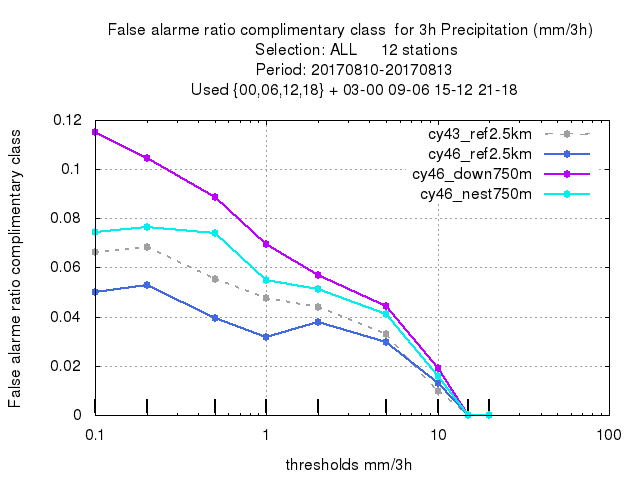 False alarme ratio complimentary class  for 3h Precipitation (mm/3h)
Selection: ALL     12 stations
Period: 20170810-20170813
Used {00,06,12,18} + 03-00 09-06 15-12 21-18
False alarme ratio complimentary class
0.12
0.1
0.08
0.06
0.04
0.02
0
cy43_ref2.5km
cy46_ref2.5km
cy46_down750m
cy46_nest750m
0.1 1 10 100
thresholds mm/3h